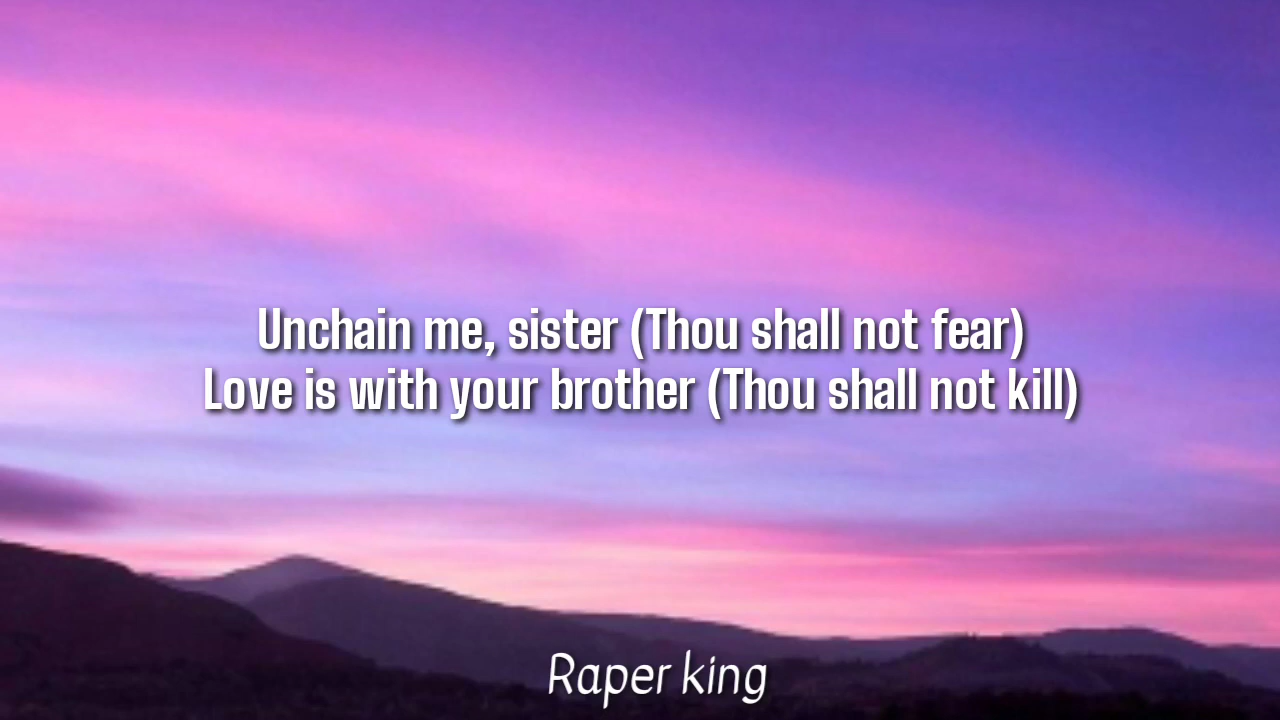 Unchain me, sister (Thou shall not fear)
Love is with your brother (Thou shall not kill)
Raper king